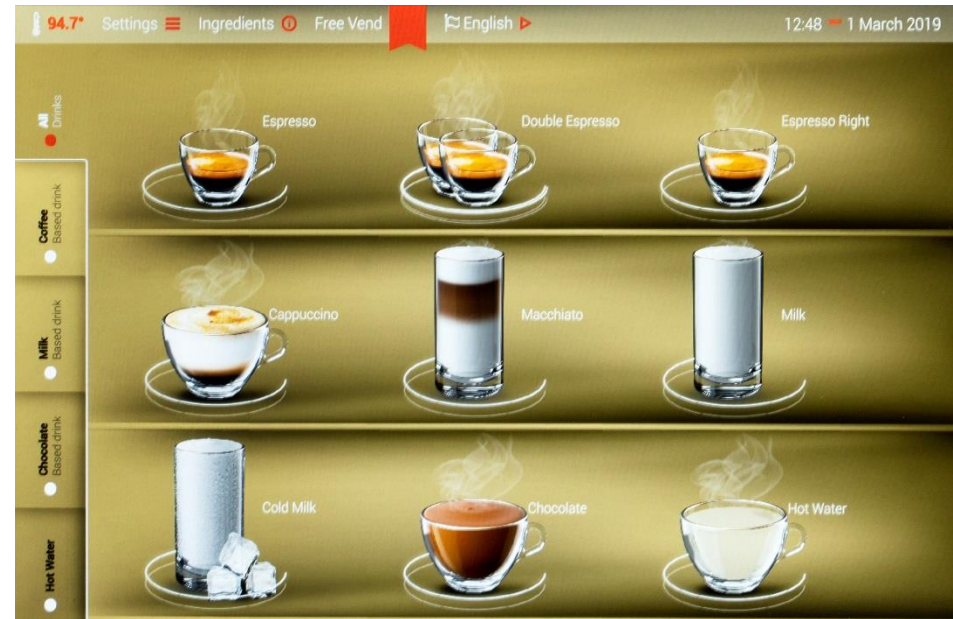 94.7° Settings Ingredients Free Vend English 12:48 1 March 2019
All
Drinks
Coffee
Based drink
Milk
Based drink
Chocolate
Based drink
Hot Water
Espresso
Double Espresso
Espresso Right
Cappuccino
Macchiato
Milk
Cold Milk
Chocolate
Hot Water